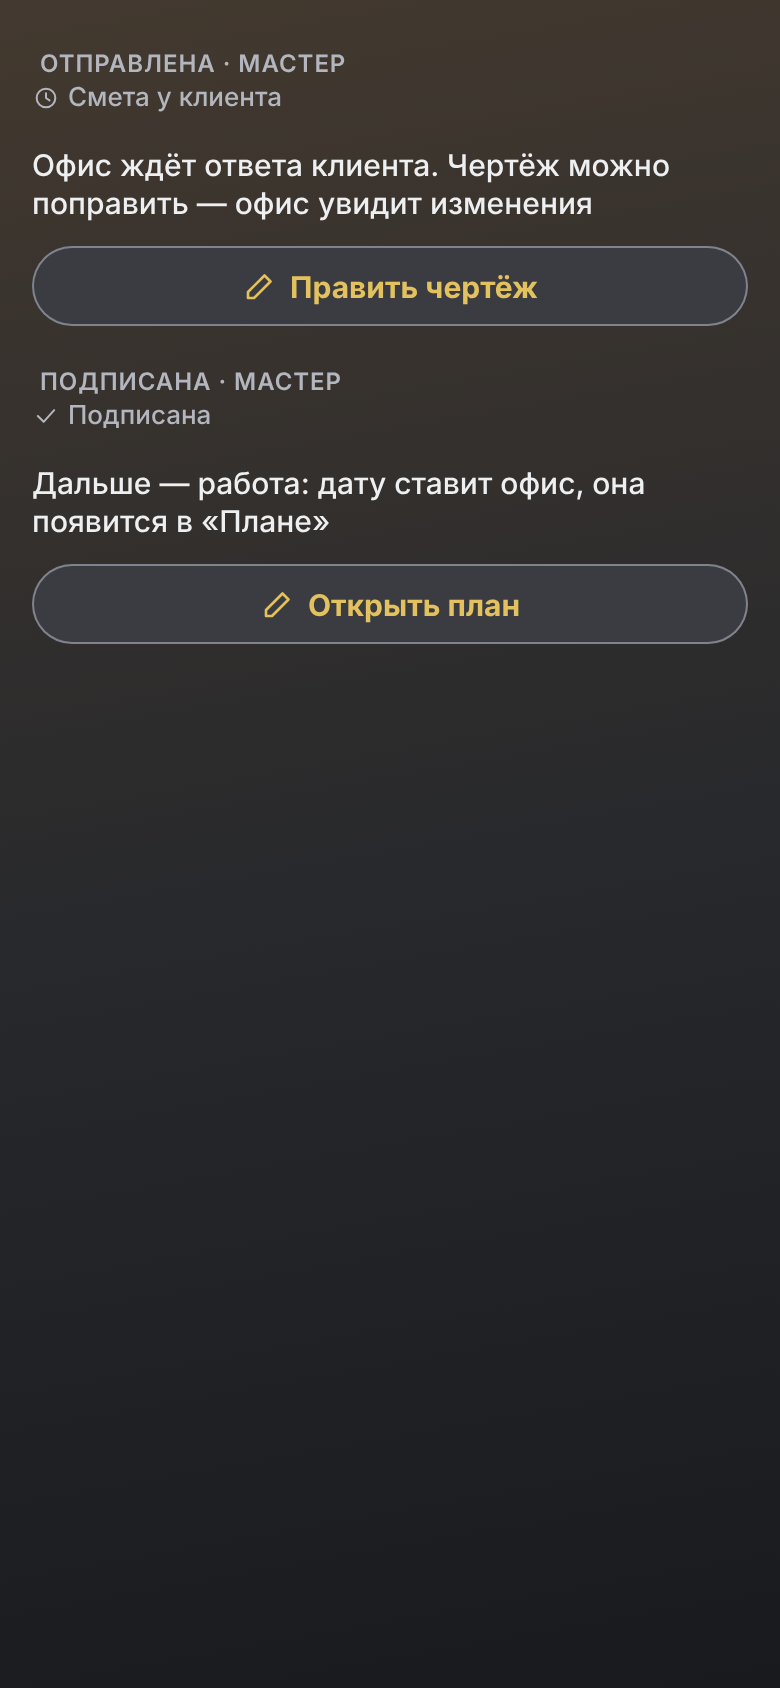 ОТПРАВЛЕНА · МАСТЕР
Смета у клиента
Офис ждёт ответа клиента. Чертёж можно
поправить — офис увидит изменения
Править чертёж
ПОДПИСАНА · МАСТЕР
Подписана
Дальше — работа: дату ставит офис, она
появится в «Плане»
Открыть план